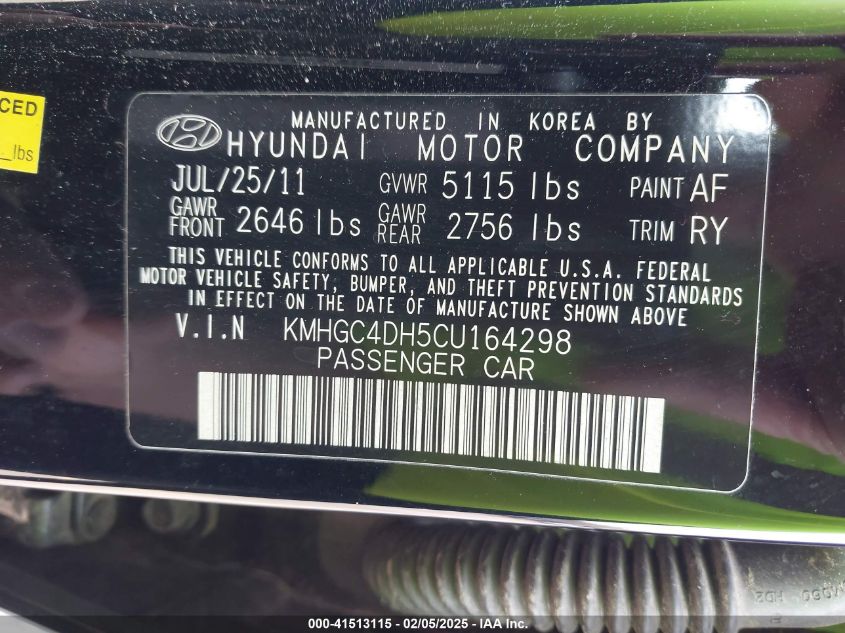 CED
lbs
MANUFACTURED IN KOREA BY
HYUNDAI MOTOR COMPANY
JUL/25/11 GVWR 5115 lbs PAINT AF
GAWR FRONT 2646 lbs GAWR REAR 2756 lbs TRIM RY
THIS VEHICLE CONFORMS TO ALL APPLICABLE U.S.A. FEDERAL
MOTOR VEHICLE SAFETY, BUMPER, AND THEFT PREVENTION STANDARDS
IN EFFECT ON THE DATE OF MANUFACTURE SHOWN ABOVE
V.I.N KMHGC4DH5CU164298
PASSENGER CAR
000-41513115 - 02/05/2025 - IAA Inc.